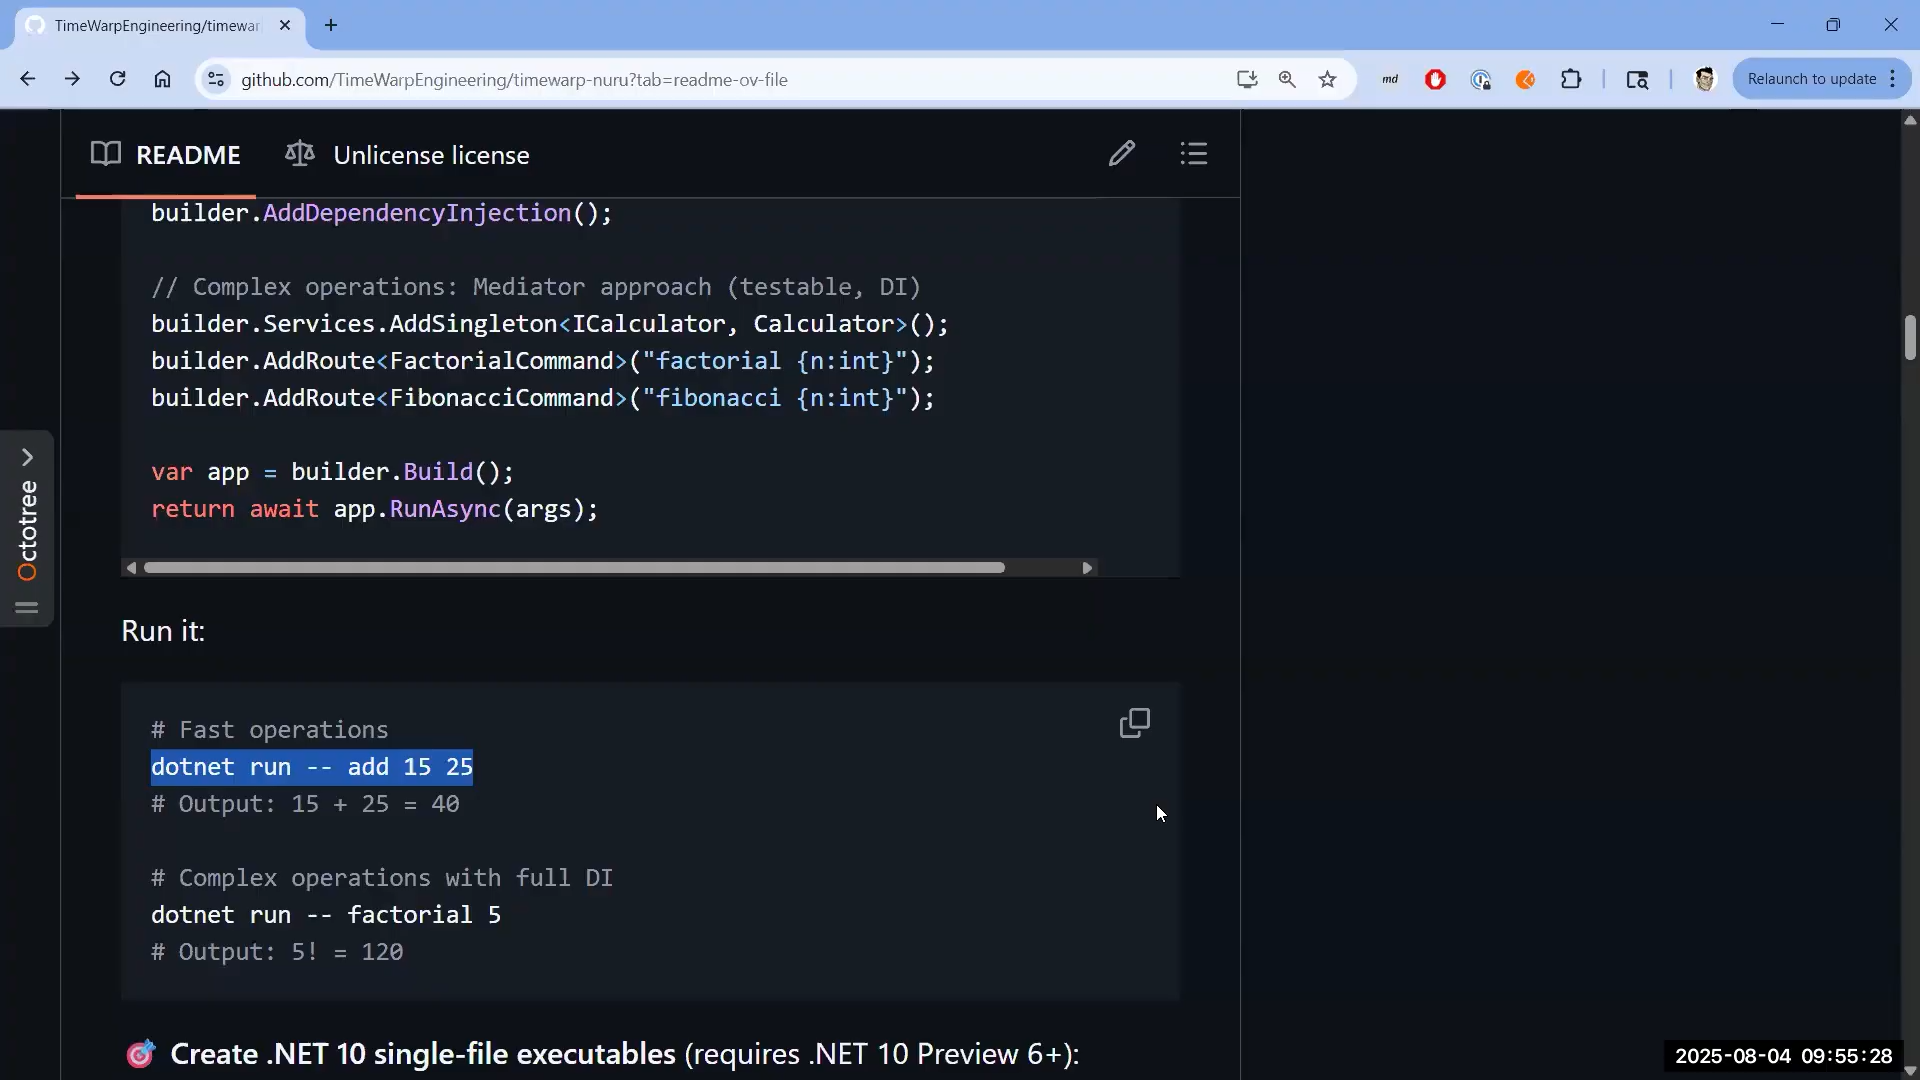 TimeWarpEngineering/timewar
github.com/TimeWarpEngineering/timewarp-nuru?tab=readme-ov-file
md
Relaunch to update
README
Unlicense license
builder.AddDependencyInjection();
// Complex operations: Mediator approach (testable, DI)
builder.Services.AddSingleton<ICalculator, Calculator>();
builder.AddRoute<FactorialCommand>("factorial {n:int}");
builder.AddRoute<FibonacciCommand>("fibonacci {n:int}");
var app = builder.Build();
return await app.RunAsync(args);
Octotree
Run it:
# Fast operations
dotnet run -- add 15 25
# Output: 15 + 25 = 40
# Complex operations with full DI
dotnet run -- factorial 5
# Output: 5! = 120
🎯 Create .NET 10 single-file executables (requires .NET 10 Preview 6+):
2025-08-04 09:55:28